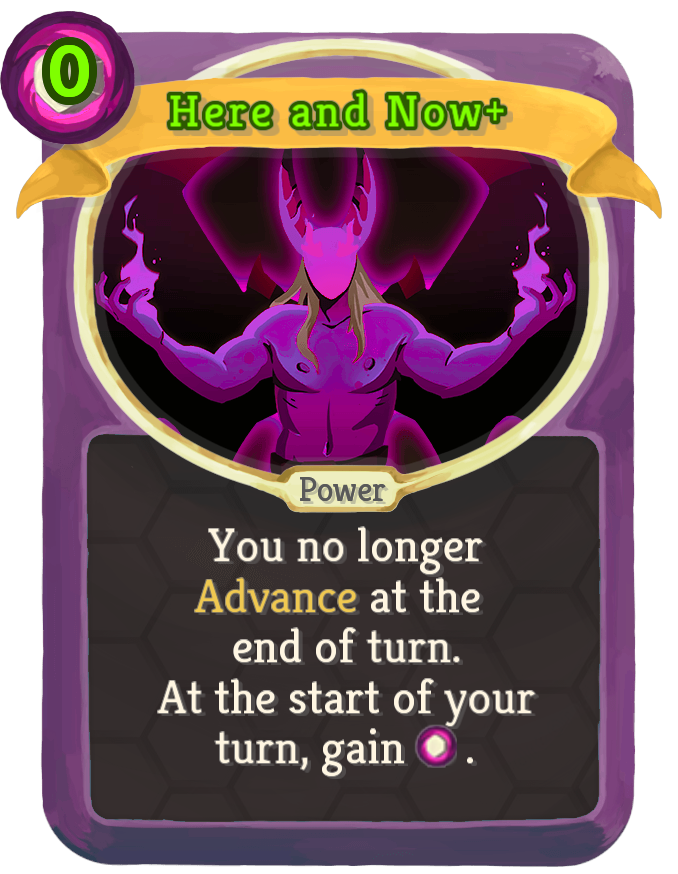 0
Here and Now+
Power
You no longer
Advance at the
end of turn.
At the start of your
turn, gain .